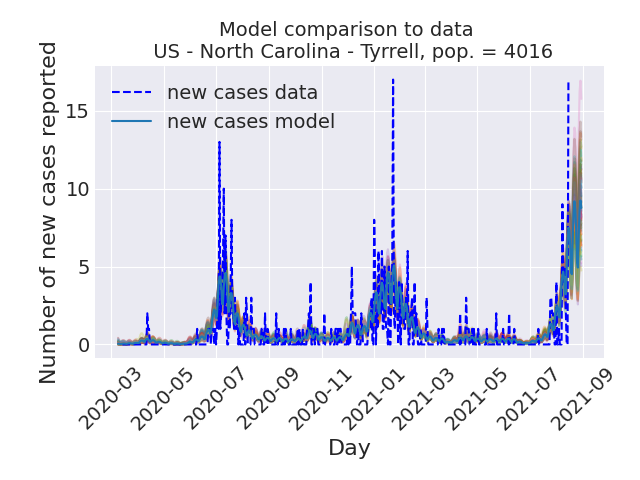 Model comparison to data
US - North Carolina - Tyrrell, pop. = 4016
Number of new cases reported
new cases data
new cases model
15
10
5
0
2020-03
2020-05
2020-07
2020-09
2020-11
2021-01
2021-03
2021-05
2021-07
2021-09
Day